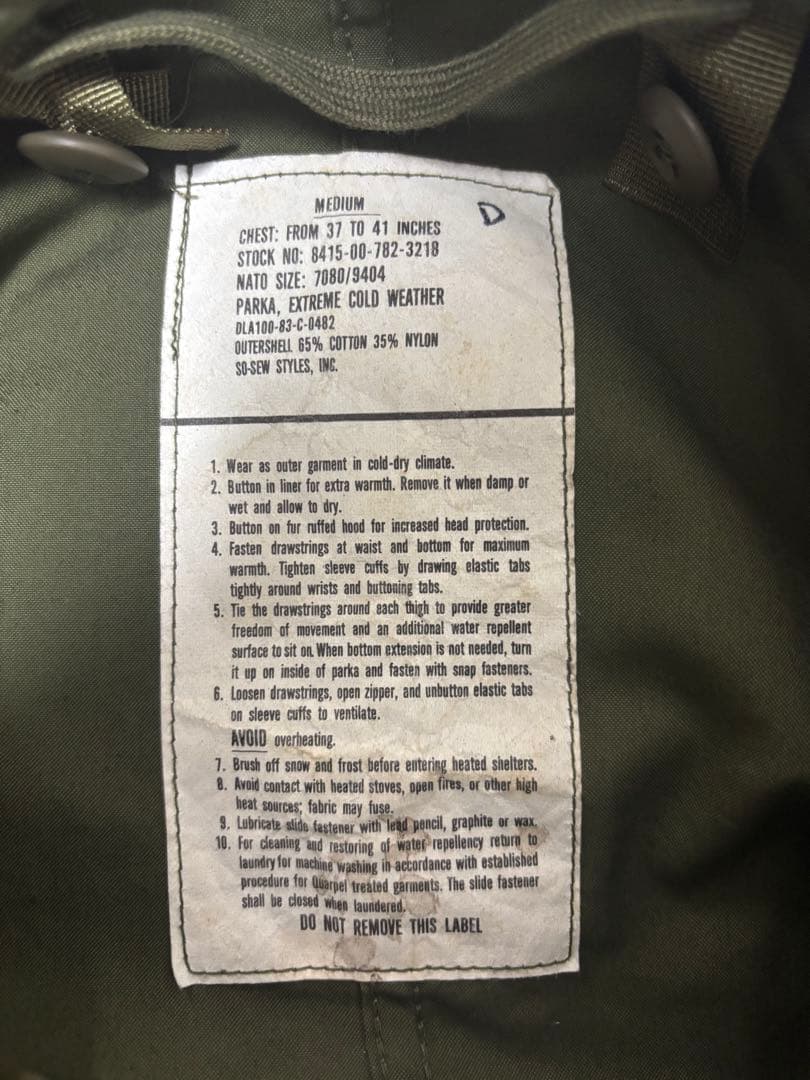 MEDIUM
D
CHEST: FROM 37 TO 41 INCHES
STOCK NO: 8415-00-782-3218
NATO SIZE: 7080/9404
PARKA, EXTREME COLD WEATHER
DLA100-83-C-0482
OUTERSHELL 65% COTTON 35% NYLON
SO-SEW STYLES, INC.
1. Wear as outer garment in cold-dry climate.
2. Button in liner for extra warmth. Remove it when damp or
wet and allow to dry.
3. Button on fur ruffed hood for increased head protection.
4. Fasten drawstrings at waist and bottom for maximum
warmth. Tighten sleeve cuffs by drawing elastic tabs
tightly around wrists and buttoning tabs.
5. Tie the drawstrings around each thigh to provide greater
freedom of movement and an additional water repellent
surface to sit on. When bottom extension is not needed, turn
it up on inside of parka and fasten with snap fasteners.
6. Loosen drawstrings, open zipper, and unbutton elastic tabs
on sleeve cuffs to ventilate.
AVOID overheating.
7. Brush off snow and frost before entering heated shelters.
8. Avoid contact with heated stoves, open fires, or other high
heat sources; fabric may fuse.
9. Lubricate slide fastener with lead pencil, graphite or wax.
10. For cleaning and restoring of water repellency return to
laundry for machine washing in accordance with established
procedure for Quarpel treated garments. The slide fastener
shall be closed when laundered.
DO NOT REMOVE THIS LABEL